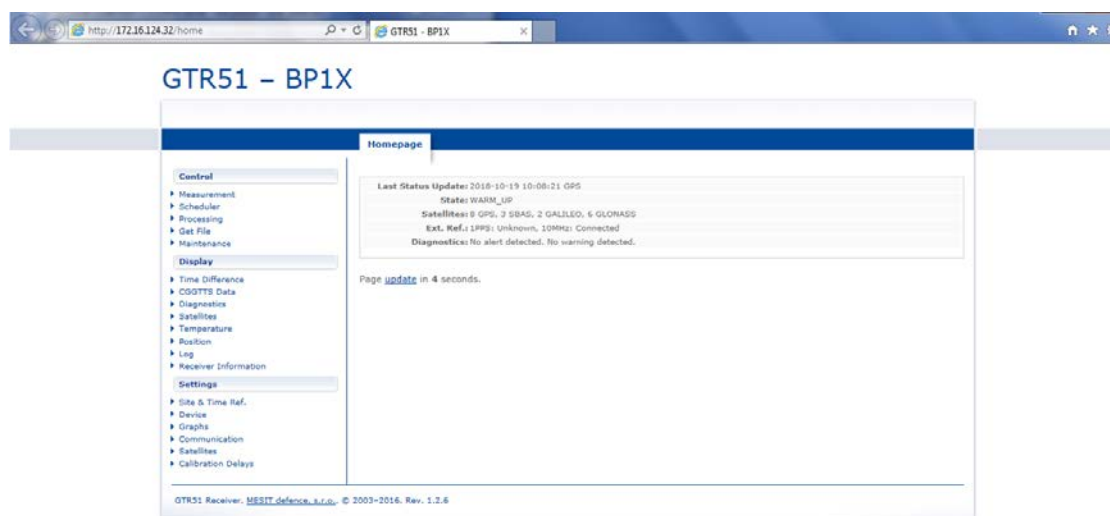 http://172.16.124.32/home
GTR51 - BP1X
GTR51 – BP1X
Homepage
Control
Measurement
Scheduler
Processing
Get File
Maintenance
Display
Time Difference
CGGTTS Data
Diagnostics
Satellites
Temperature
Position
Log
Receiver Information
Settings
Site & Time Ref.
Device
Graphs
Communication
Satellites
Calibration Delays
Last Status Update: 2018-10-19 10:08:21 GPS
State: WARM_UP
Satellites: 8 GPS, 3 SBAS, 2 GALILEO, 6 GLONASS
Ext. Ref.: 1PPS: Unknown, 10MHz: Connected
Diagnostics: No alert detected. No warning detected.
Page update in 4 seconds.
GTR51 Receiver. MESIT defence, s.r.o., © 2003–2016. Rev. 1.2.6